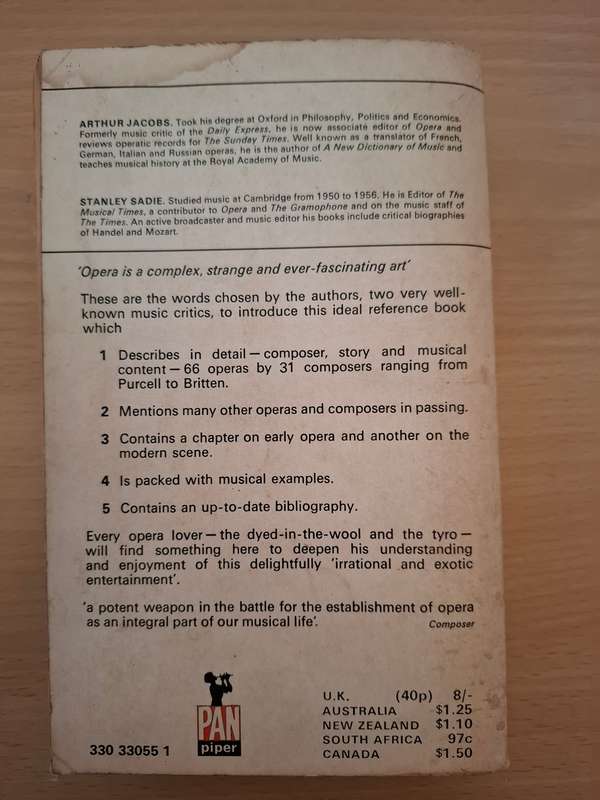 ARTHUR JACOBS. Took his degree at Oxford in Philosophy, Politics and Economics.
Formerly music critic of the Daily Express, he is now associate editor of Opera and
reviews operatic records for The Sunday Times. Well known as a translator of French,
German, Italian and Russian operas, he is the author of A New Dictionary of Music and
teaches musical history at the Royal Academy of Music.
STANLEY SADIE. Studied music at Cambridge from 1950 to 1956. He is Editor of The
Musical Times, a contributor to Opera and The Gramophone and on the music staff of
The Times. An active broadcaster and music editor his books include critical biographies
of Handel and Mozart.
'Opera is a complex, strange and ever-fascinating art'
These are the words chosen by the authors, two very well-
known music critics, to introduce this ideal reference book
which
1 Describes in detail — composer, story and musical
content — 66 operas by 31 composers ranging from
Purcell to Britten.
2 Mentions many other operas and composers in passing.
3 Contains a chapter on early opera and another on the
modern scene.
4 Is packed with musical examples.
5 Contains an up-to-date bibliography.
Every opera lover — the dyed-in-the-wool and the tyro —
will find something here to deepen his understanding
and enjoyment of this delightfully 'irrational and exotic
entertainment'.
'a potent weapon in the battle for the establishment of opera
as an integral part of our musical life'. Composer
330 33055 1
PAN
piper
U.K. (40p) 8/-
AUSTRALIA $1.25
NEW ZEALAND $1.10
SOUTH AFRICA 97c
CANADA $1.50